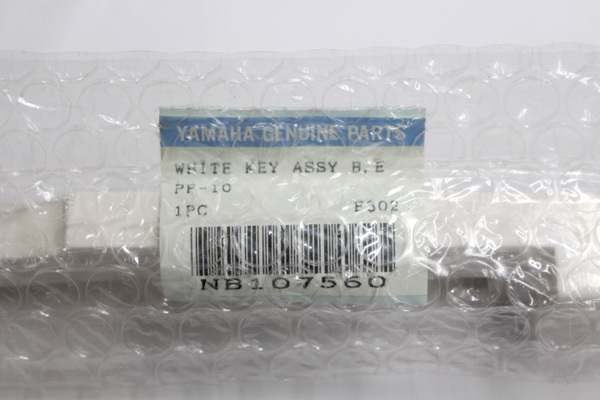 YAMAHA GENUINE PARTS
WHITE KEY ASSY B,E
PF-10
1PC E302
NB107560